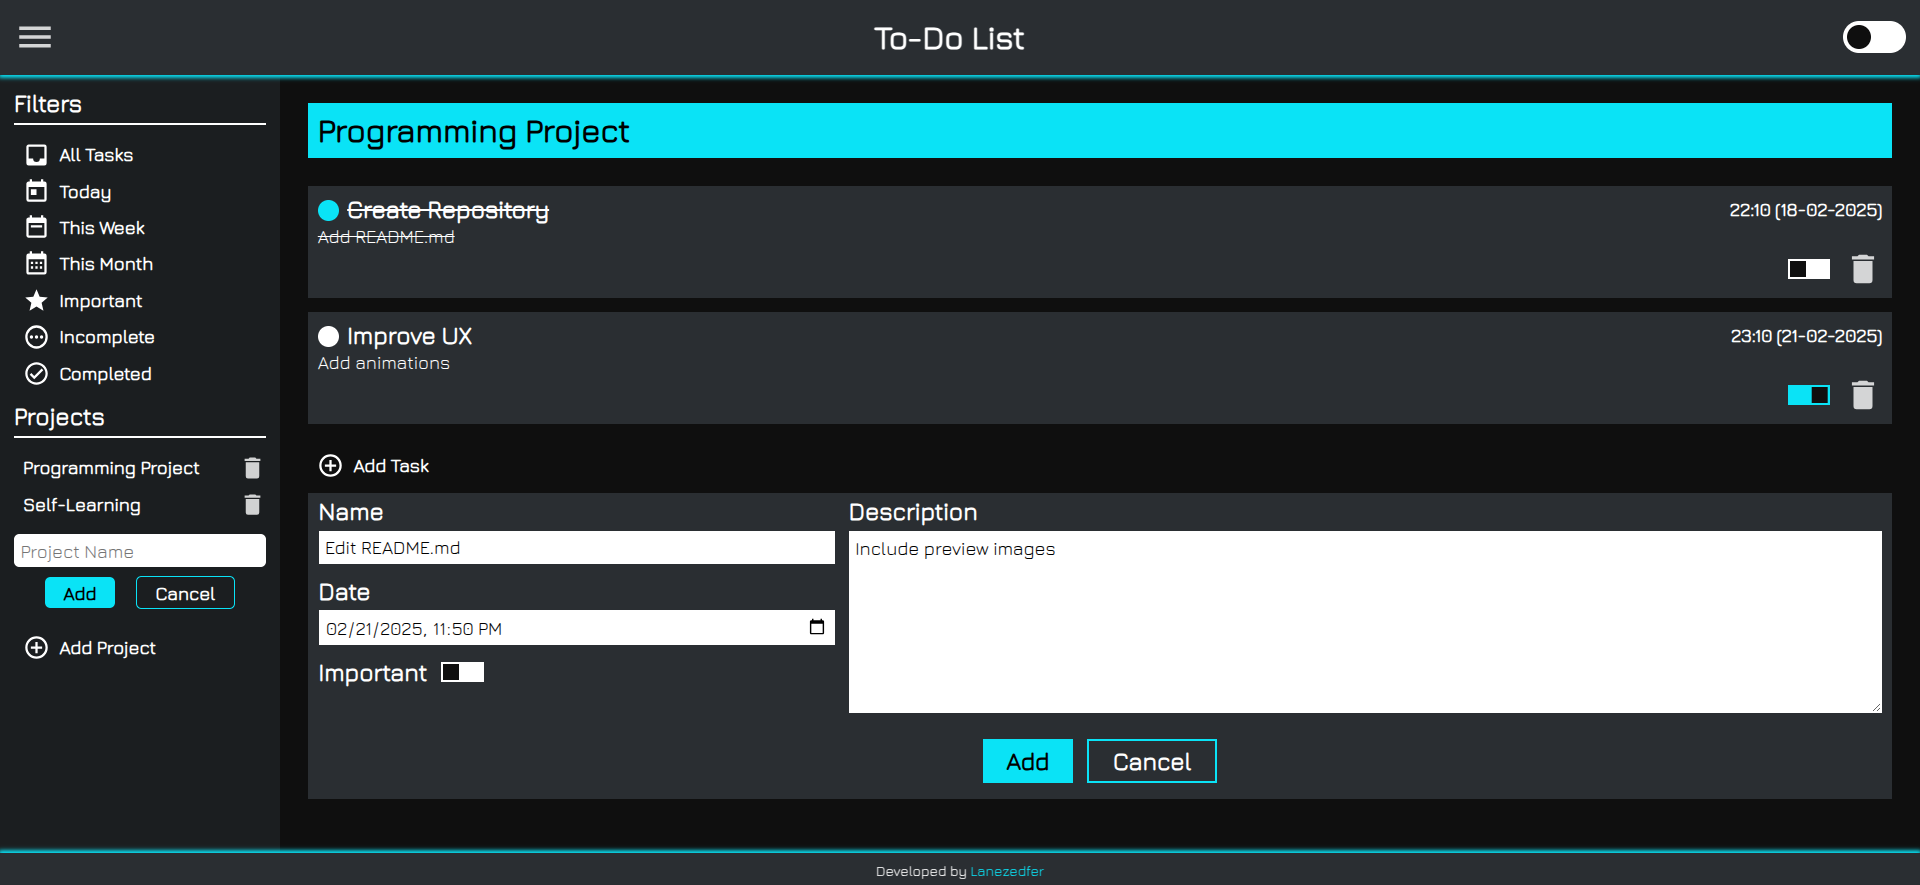 To-Do List
Filters
All Tasks
Today
This Week
This Month
Important
Incomplete
Completed
Projects
Programming Project
Self-Learning
Project Name
Add Cancel
Add Project
Programming Project
Create Repository 22:10 (18-02-2025)
Add README.md
Improve UX 23:10 (21-02-2025)
Add animations
Add Task
Name
Edit README.md
Date
02/21/2025, 11:50 PM
Important
Description
Include preview images
Add Cancel
Developed by Lanezedfer